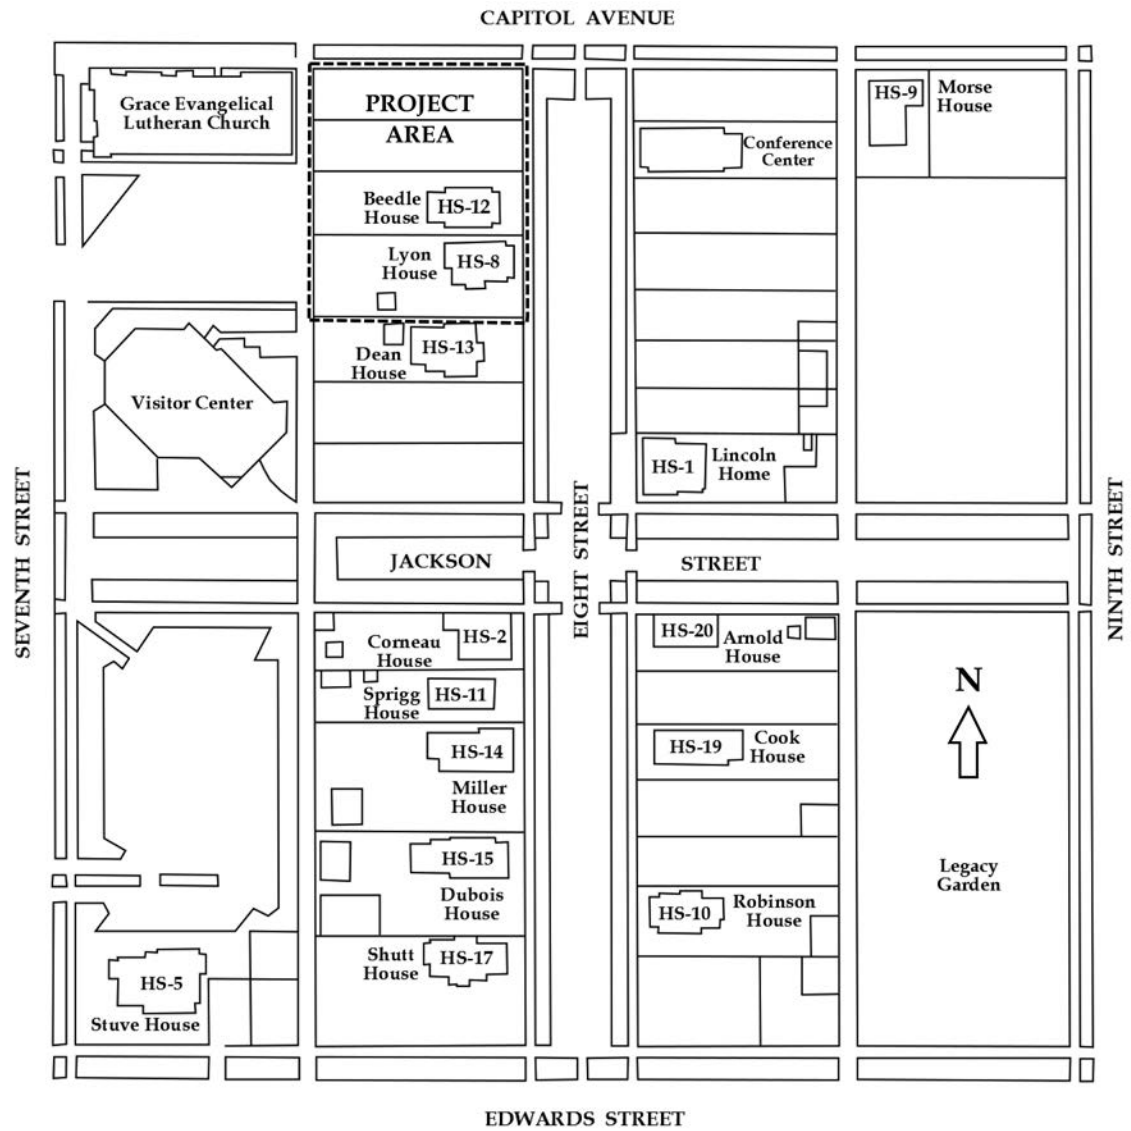 CAPITOL AVENUE
Grace Evangelical
Lutheran Church
PROJECT
AREA
HS-9
Morse
House
Conference
Center
Beedle
House
HS-12
Lyon
House
HS-8
Dean
House
HS-13
Visitor Center
HS-1
Lincoln
Home
SEVENTH STREET
EIGHT STREET
NINTH STREET
JACKSON STREET
Corneau
House
HS-2
HS-20
Arnold
House
Sprigg
House
HS-11
HS-14
Miller
House
HS-19
Cook
House
N
HS-15
Dubois
House
Legacy
Garden
HS-10
Robinson
House
Shutt
House
HS-17
HS-5
Stuve House
EDWARDS STREET